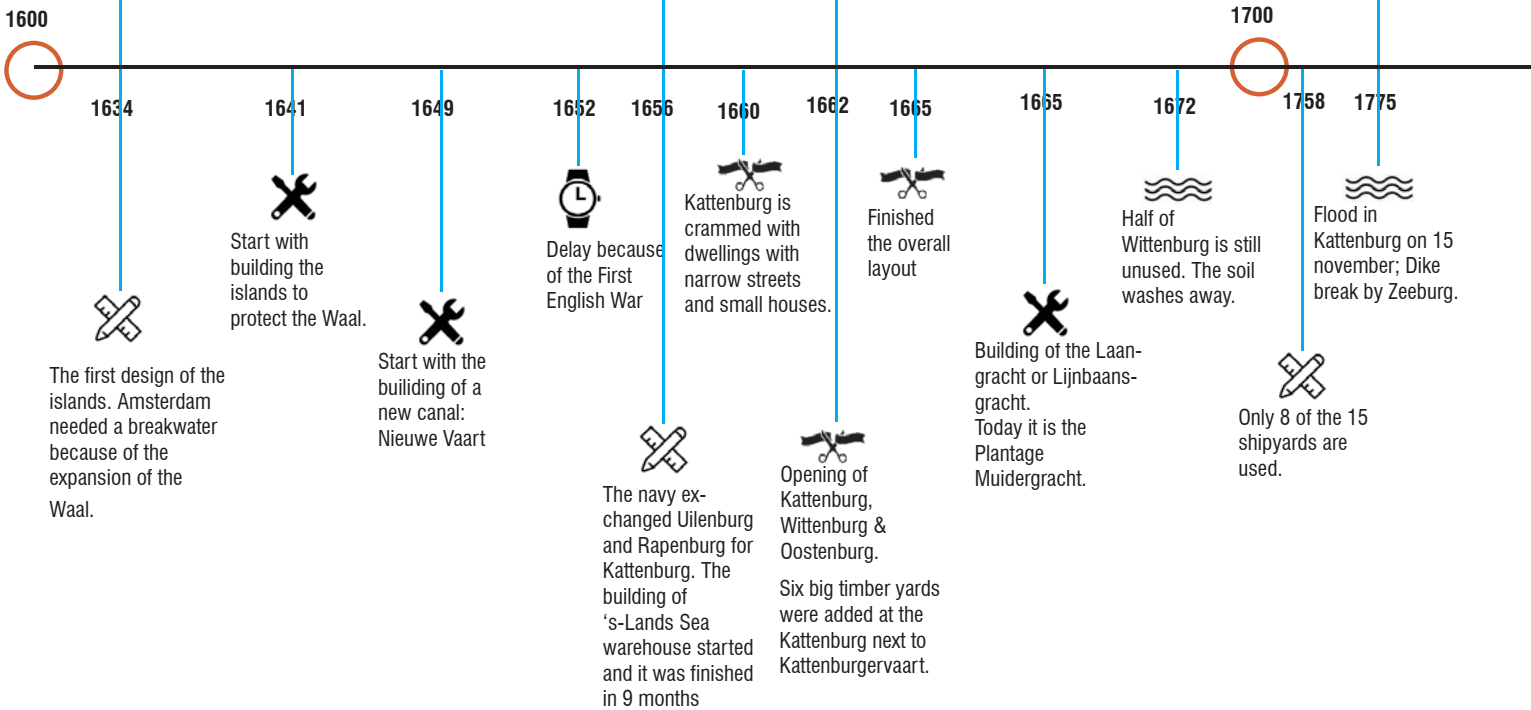 1600
1700
1634
1641
1649
1652
1656
1660
1662
1665
1665
1672
1758
1775
The first design of the
islands. Amsterdam
needed a breakwater
because of the
expansion of the
Waal.
Start with
building the
islands to
protect the Waal.
Start with the
builiding of a
new canal:
Nieuwe Vaart
Delay because
of the First
English War
The navy ex-
changed Uilenburg
and Rapenburg for
Kattenburg. The
building of
‘s-Lands Sea
warehouse started
and it was finished
in 9 months
Kattenburg is
crammed with
dwellings with
narrow streets
and small houses.
Opening of
Kattenburg,
Wittenburg &
Oostenburg.
Six big timber yards
were added at the
Kattenburg next to
Kattenburgervaart.
Finished
the overall
layout
Building of the Laan-
gracht or Lijnbaans-
gracht.
Today it is the
Plantage
Muidergracht.
Half of
Wittenburg is still
unused. The soil
washes away.
Only 8 of the 15
shipyards are
used.
Flood in
Kattenburg on 15
november; Dike
break by Zeeburg.